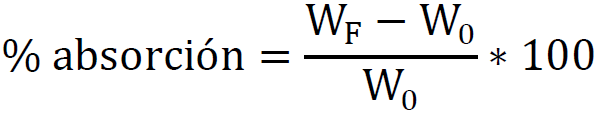 % absorción = (W_F − W_0) / W_0 * 100